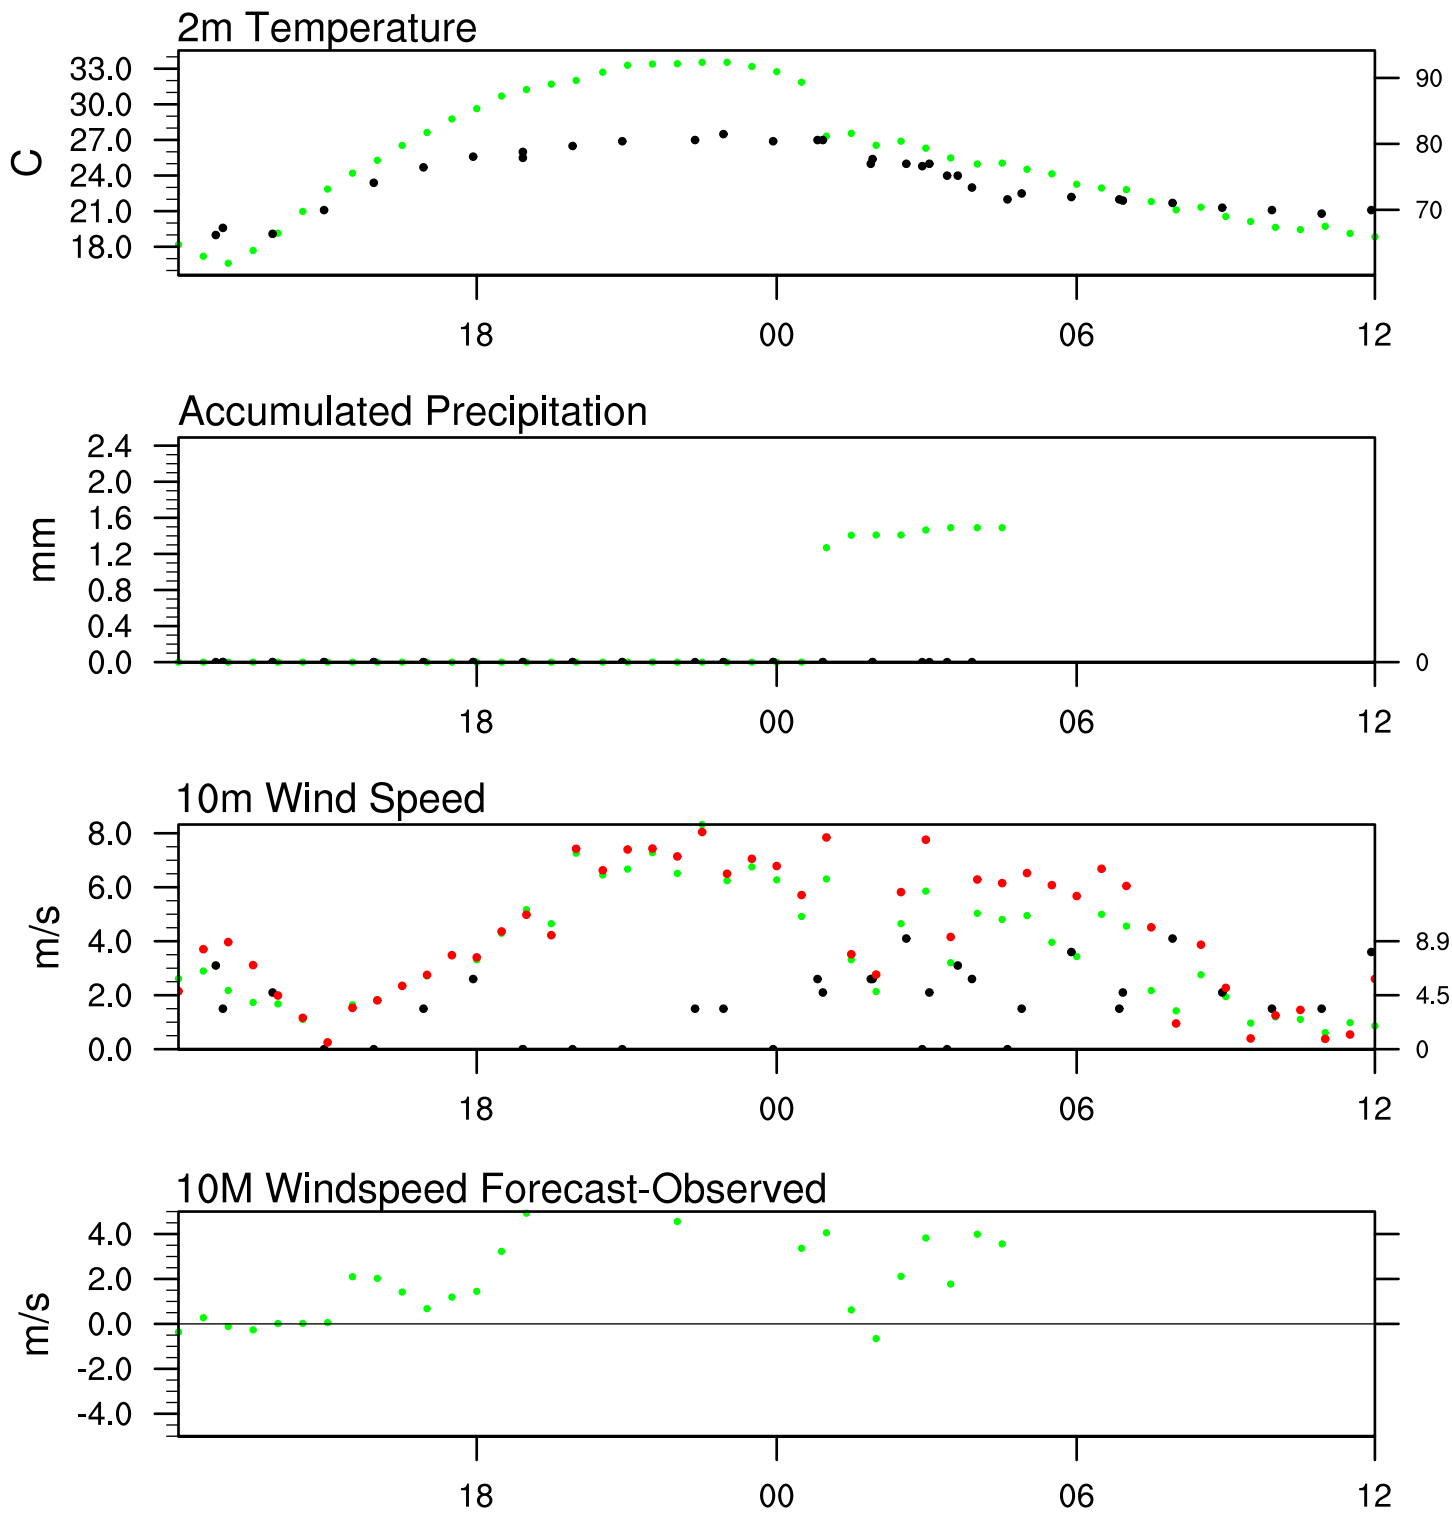 2m Temperature
33.0
30.0
27.0
24.0
21.0
18.0
C
90
80
70
18 00 06 12
Accumulated Precipitation
2.4
2.0
1.6
1.2
0.8
0.4
0.0
mm
0
18 00 06 12
10m Wind Speed
8.0
6.0
4.0
2.0
0.0
m/s
8.9
4.5
0
18 00 06 12
10M Windspeed Forecast-Observed
4.0
2.0
0.0
-2.0
-4.0
m/s
18 00 06 12